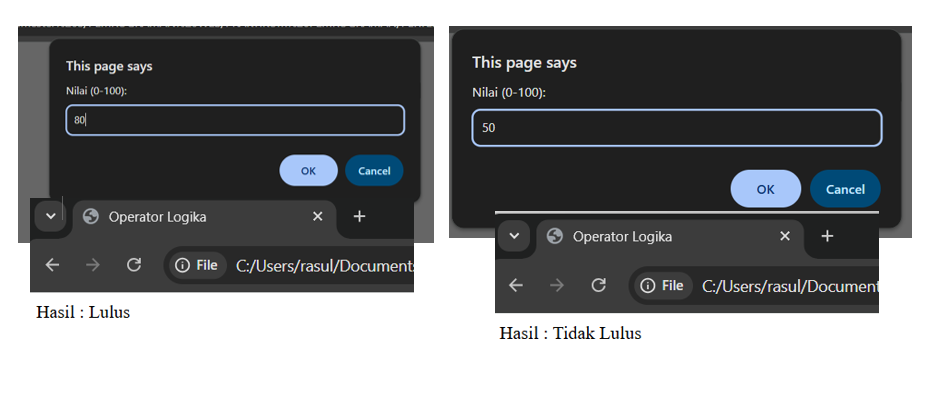 This page says
Nilai (0-100):
80
OK
Cancel
Operator Logika
File
C:/Users/rasul/Document
Hasil : Lulus
This page says
Nilai (0-100):
50
OK
Cancel
Operator Logika
File
C:/Users/rasul/Document
Hasil : Tidak Lulus